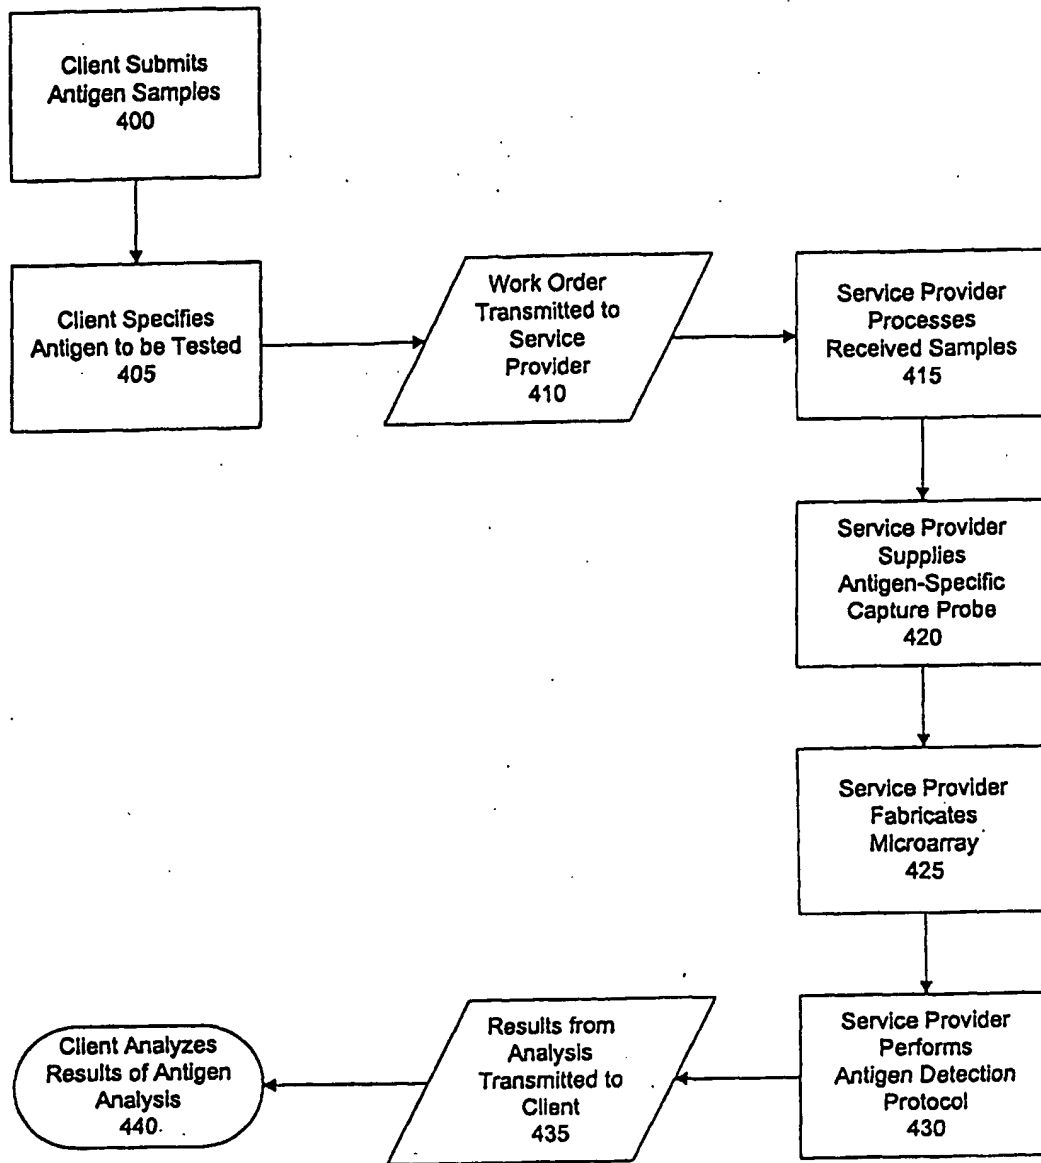 Client Submits
Antigen Samples
400
Client Specifies
Antigen to be Tested
405
Work Order
Transmitted to
Service
Provider
410
Service Provider
Processes
Received Samples
415
Service Provider
Supplies
Antigen-Specific
Capture Probe
420
Service Provider
Fabricates
Microarray
425
Service Provider
Performs
Antigen Detection
Protocol
430
Results from
Analysis
Transmitted to
Client
435
Client Analyzes
Results of Antigen
Analysis
440